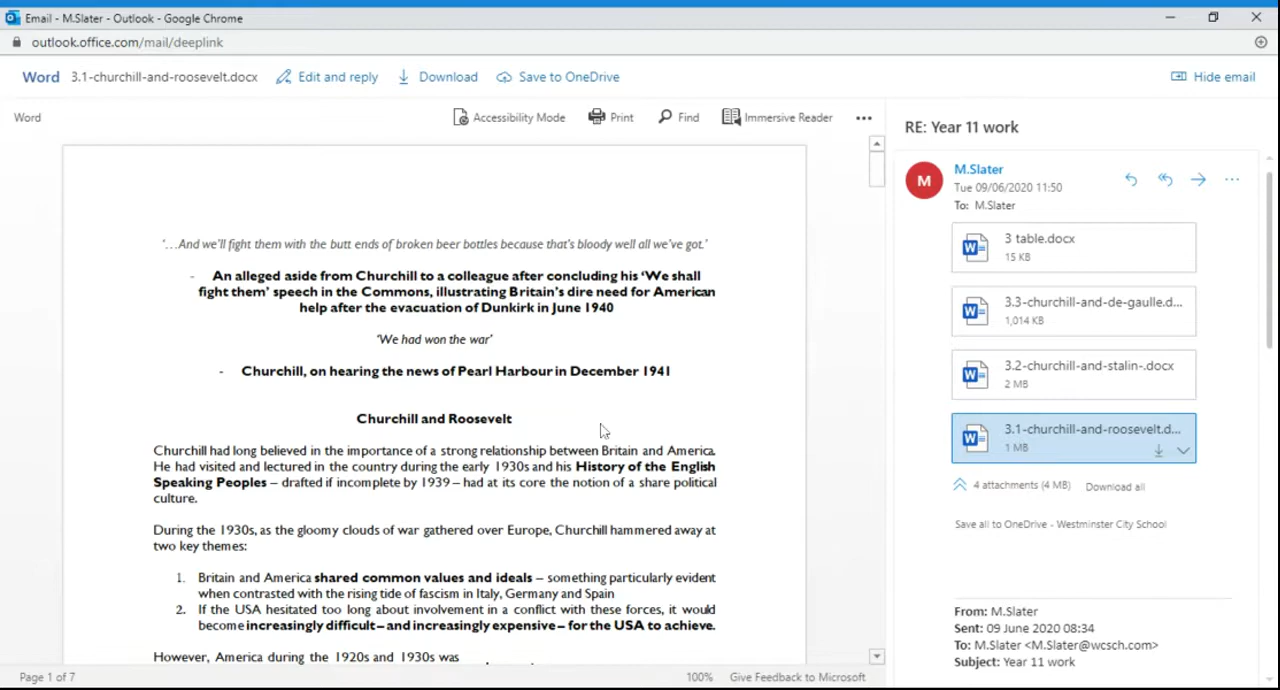 Email - M.Slater - Outlook - Google Chrome
outlook.office.com/mail/deeplink
Word 3.1-churchill-and-roosevelt.docx Edit and reply Download Save to OneDrive Hide email
Word Accessibility Mode Print Find Immersive Reader
'…And we'll fight them with the butt ends of broken beer bottles because that's bloody well all we've got.'
- An alleged aside from Churchill to a colleague after concluding his 'We shall
fight them' speech in the Commons, illustrating Britain's dire need for American
help after the evacuation of Dunkirk in June 1940
'We had won the war'
- Churchill, on hearing the news of Pearl Harbour in December 1941
Churchill and Roosevelt
Churchill had long believed in the importance of a strong relationship between Britain and America.
He had visited and lectured in the country during the early 1930s and his History of the English
Speaking Peoples – drafted if incomplete by 1939 – had at its core the notion of a share political
culture.
During the 1930s, as the gloomy clouds of war gathered over Europe, Churchill hammered away at
two key themes:
1. Britain and America shared common values and ideals – something particularly evident
when contrasted with the rising tide of fascism in Italy, Germany and Spain
2. If the USA hesitated too long about involvement in a conflict with these forces, it would
become increasingly difficult – and increasingly expensive – for the USA to achieve.
However, America during the 1920s and 1930s was
Page 1 of 7 100% Give Feedback to Microsoft
RE: Year 11 work
M
M.Slater
Tue 09/06/2020 11:50
To: M.Slater
3 table.docx
15 KB
3.3-churchill-and-de-gaulle.d...
1,014 KB
3.2-churchill-and-stalin-.docx
2 MB
3.1-churchill-and-roosevelt.d...
1 MB
4 attachments (4 MB) Download all
Save all to OneDrive - Westminster City School
From: M.Slater
Sent: 09 June 2020 08:34
To: M.Slater <M.Slater@wcsch.com>
Subject: Year 11 work